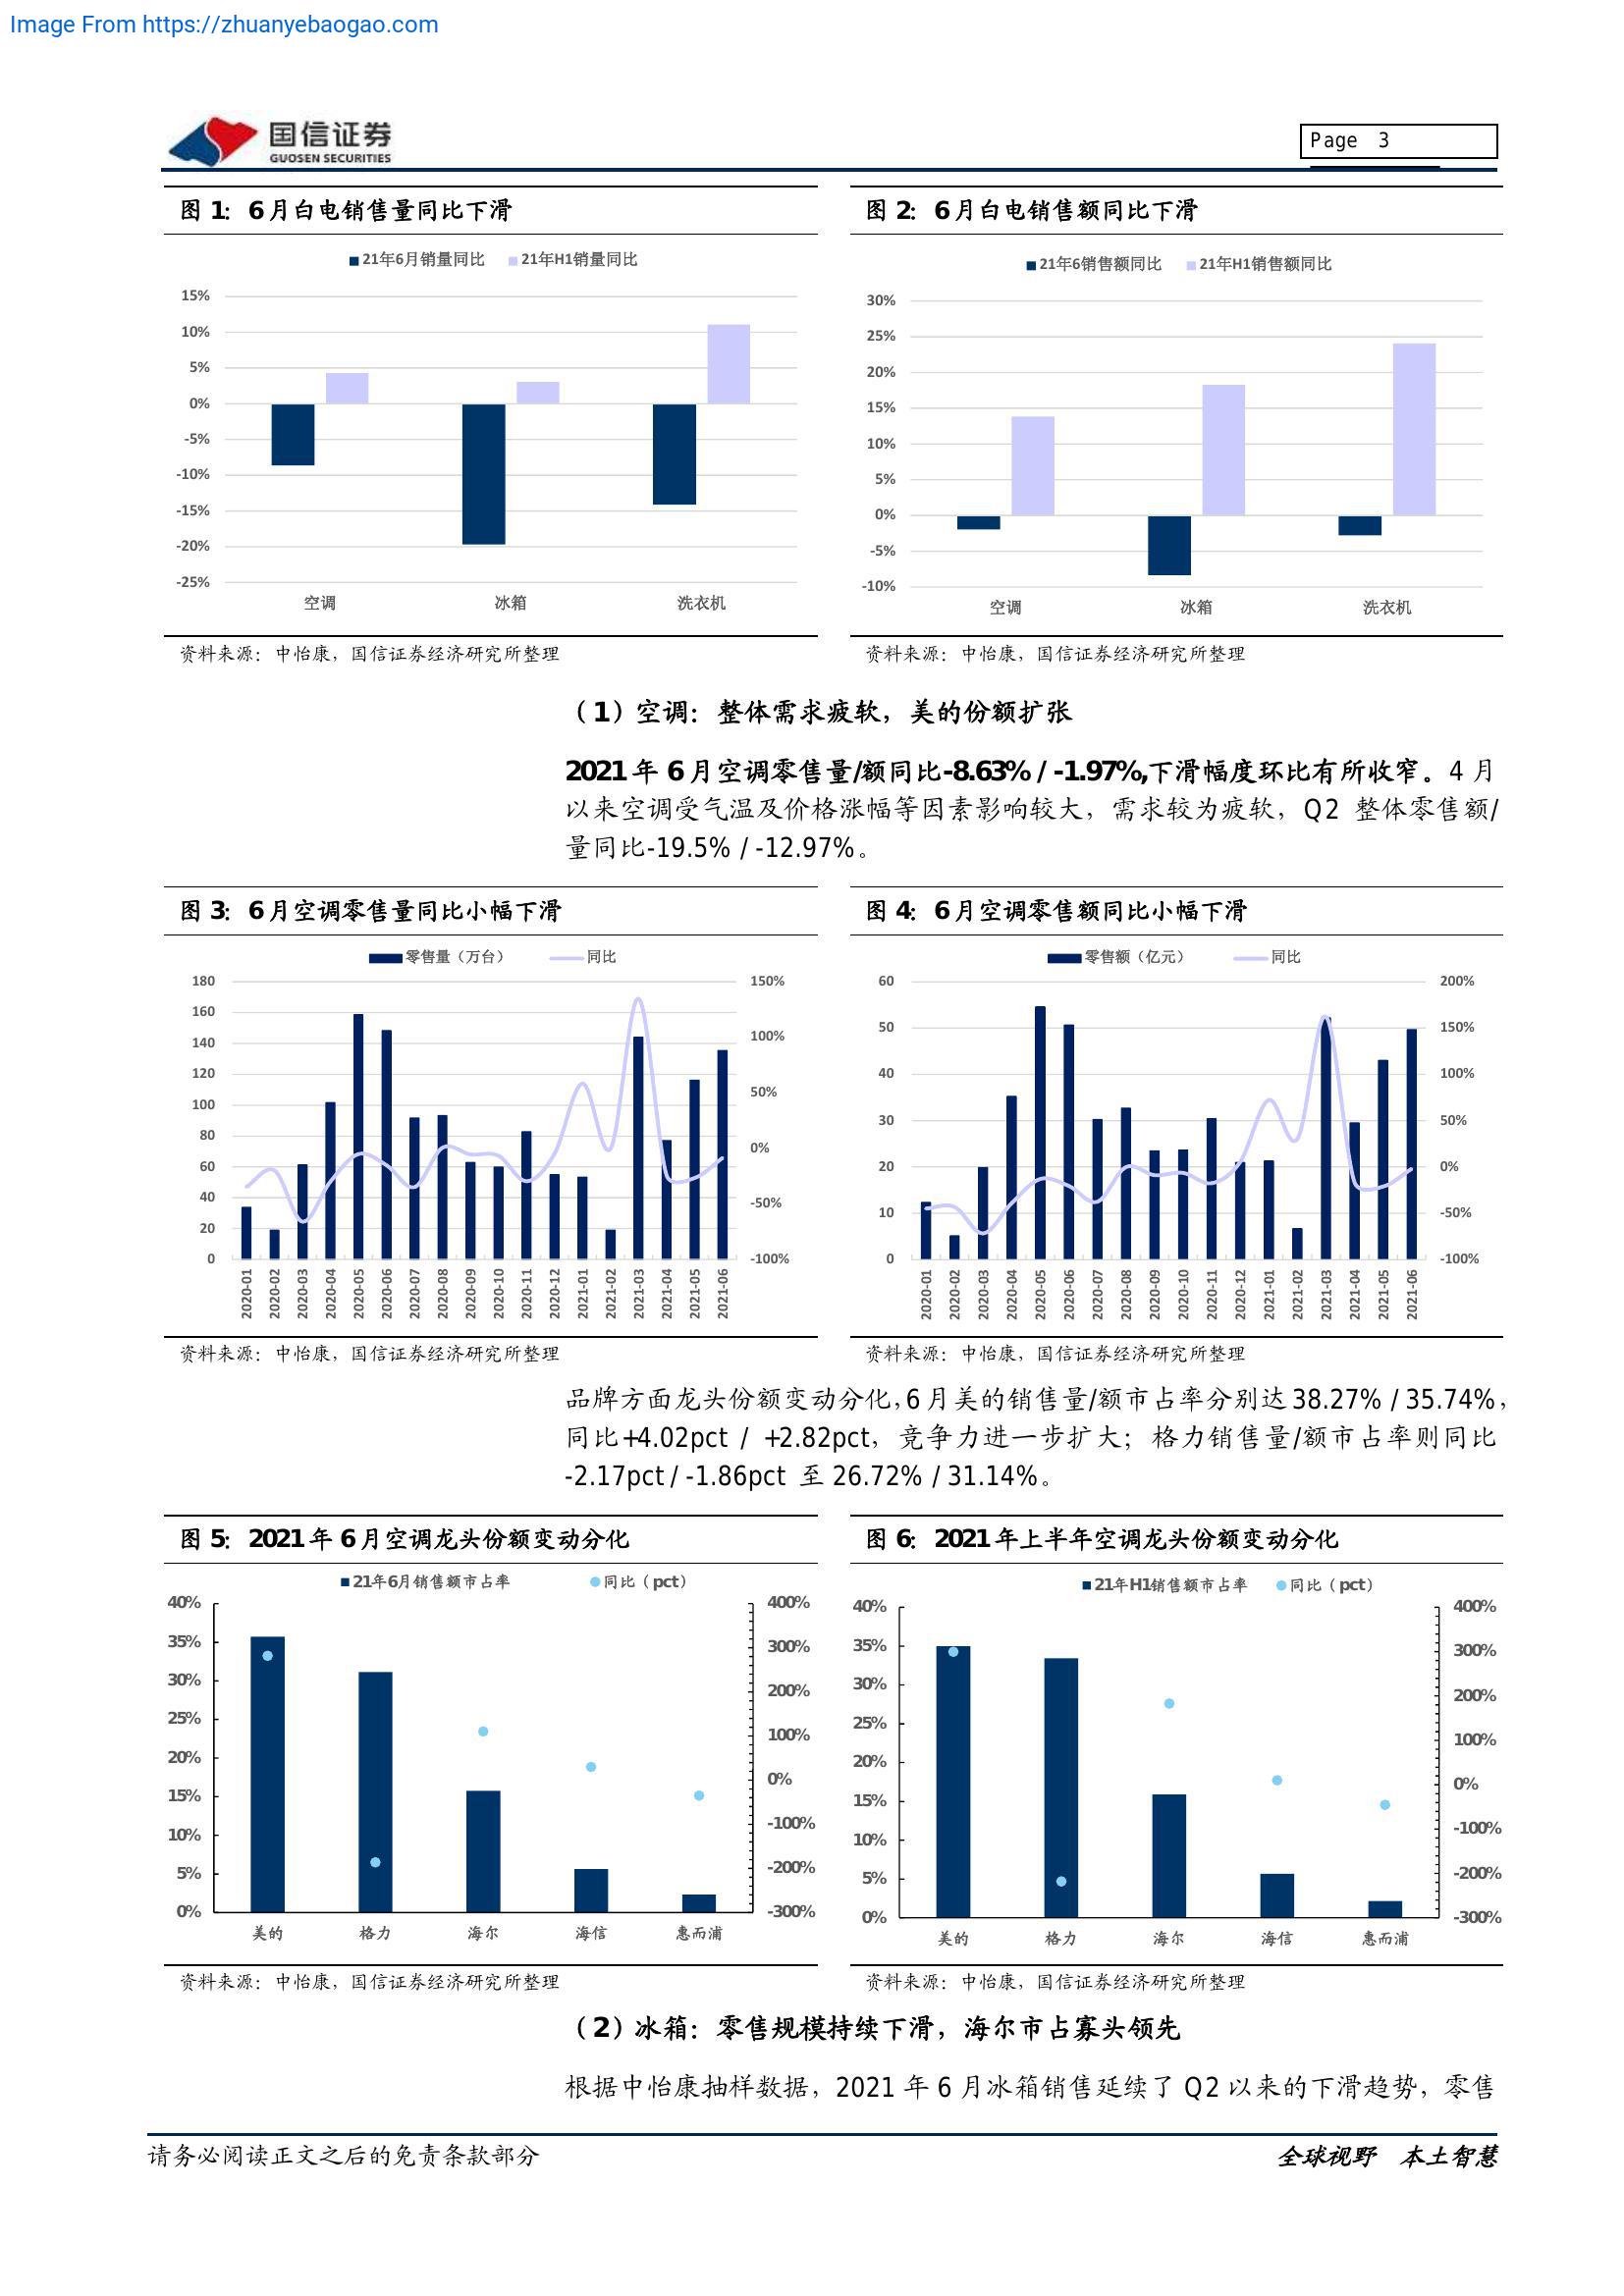 Image From https://zhuanyebaogao.com
国信证券
GUOSEN SECURITIES
Page 3
图 1: 6 月白电销售量同比下滑
21年6月销量同比 21年H1销量同比
15%
10%
5%
0%
-5%
-10%
-15%
-20%
-25%
空调 冰箱 洗衣机
资料来源：中怡康，国信证券经济研究所整理
图 2: 6 月白电销售额同比下滑
21年6销售额同比 21年H1销售额同比
30%
25%
20%
15%
10%
5%
0%
-5%
-10%
空调 冰箱 洗衣机
资料来源：中怡康，国信证券经济研究所整理
（1）空调：整体需求疲软，美的份额扩张
2021 年 6 月空调零售量/额同比-8.63% / -1.97%,下滑幅度环比有所收窄。4 月
以来空调受气温及价格涨幅等因素影响较大，需求较为疲软，Q2 整体零售额/
量同比-19.5% / -12.97%。
图 3: 6 月空调零售量同比小幅下滑
零售量（万台） 同比
180
160
140
120
100
80
60
40
20
0
150%
100%
50%
0%
-50%
-100%
2020-01 2020-02 2020-03 2020-04 2020-05 2020-06 2020-07 2020-08 2020-09 2020-10 2020-11 2020-12 2021-01 2021-02 2021-03 2021-04 2021-05 2021-06
资料来源：中怡康，国信证券经济研究所整理
图 4: 6 月空调零售额同比小幅下滑
零售额（亿元） 同比
60
50
40
30
20
10
0
200%
150%
100%
50%
0%
-50%
-100%
2020-01 2020-02 2020-03 2020-04 2020-05 2020-06 2020-07 2020-08 2020-09 2020-10 2020-11 2020-12 2021-01 2021-02 2021-03 2021-04 2021-05 2021-06
资料来源：中怡康，国信证券经济研究所整理
品牌方面龙头份额变动分化，6 月美的销售量/额市占率分别达 38.27% / 35.74%，
同比+4.02pct / +2.82pct，竞争力进一步扩大；格力销售量/额市占率则同比
-2.17pct / -1.86pct 至 26.72% / 31.14%。
图 5: 2021 年 6 月空调龙头份额变动分化
21年6月销售额市占率 同比（pct）
40%
35%
30%
25%
20%
15%
10%
5%
0%
400%
300%
200%
100%
0%
-100%
-200%
-300%
美的 格力 海尔 海信 惠而浦
资料来源：中怡康，国信证券经济研究所整理
图 6: 2021 年上半年空调龙头份额变动分化
21年H1销售额市占率 同比（pct）
40%
35%
30%
25%
20%
15%
10%
5%
0%
400%
300%
200%
100%
0%
-100%
-200%
-300%
美的 格力 海尔 海信 惠而浦
资料来源：中怡康，国信证券经济研究所整理
（2）冰箱：零售规模持续下滑，海尔市占寡头领先
根据中怡康抽样数据，2021 年 6 月冰箱销售延续了 Q2 以来的下滑趋势，零售
请务必阅读正文之后的免责条款部分
全球视野 本土智慧